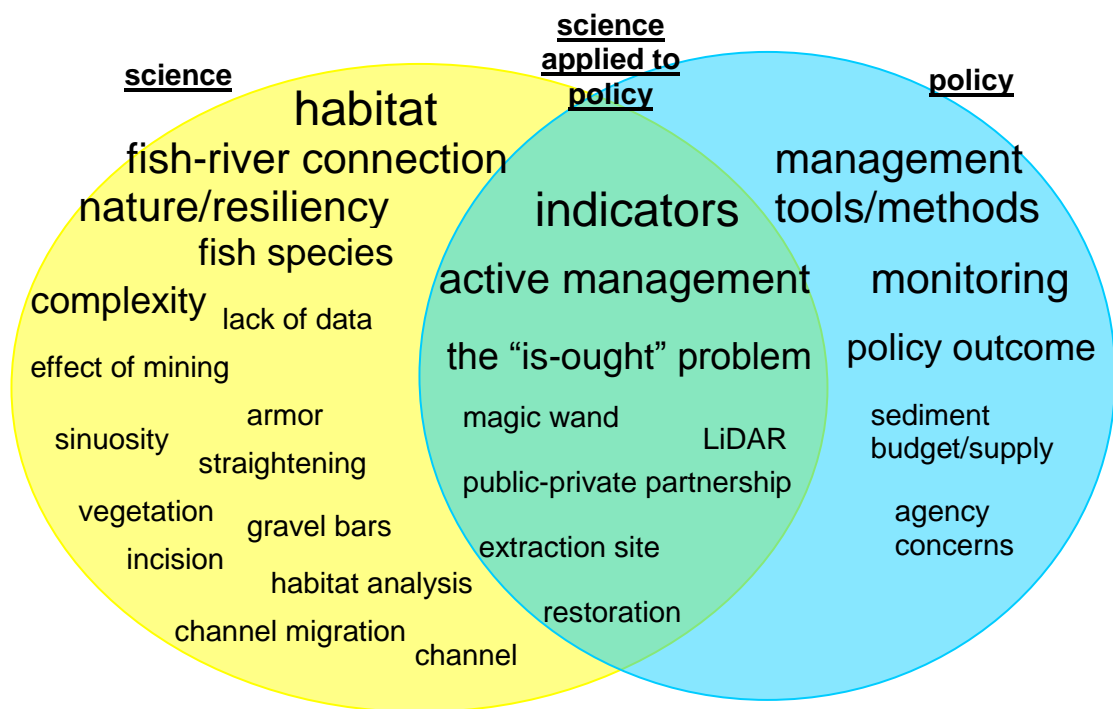 science
science
applied to
policy
policy
habitat
fish-river connection
nature/resiliency
fish species
complexity
lack of data
effect of mining
armor
sinuosity
straightening
vegetation
gravel bars
incision
habitat analysis
channel migration
channel
indicators
active management
the “is-ought” problem
magic wand
LiDAR
public-private partnership
extraction site
restoration
management
tools/methods
monitoring
policy outcome
sediment
budget/supply
agency
concerns